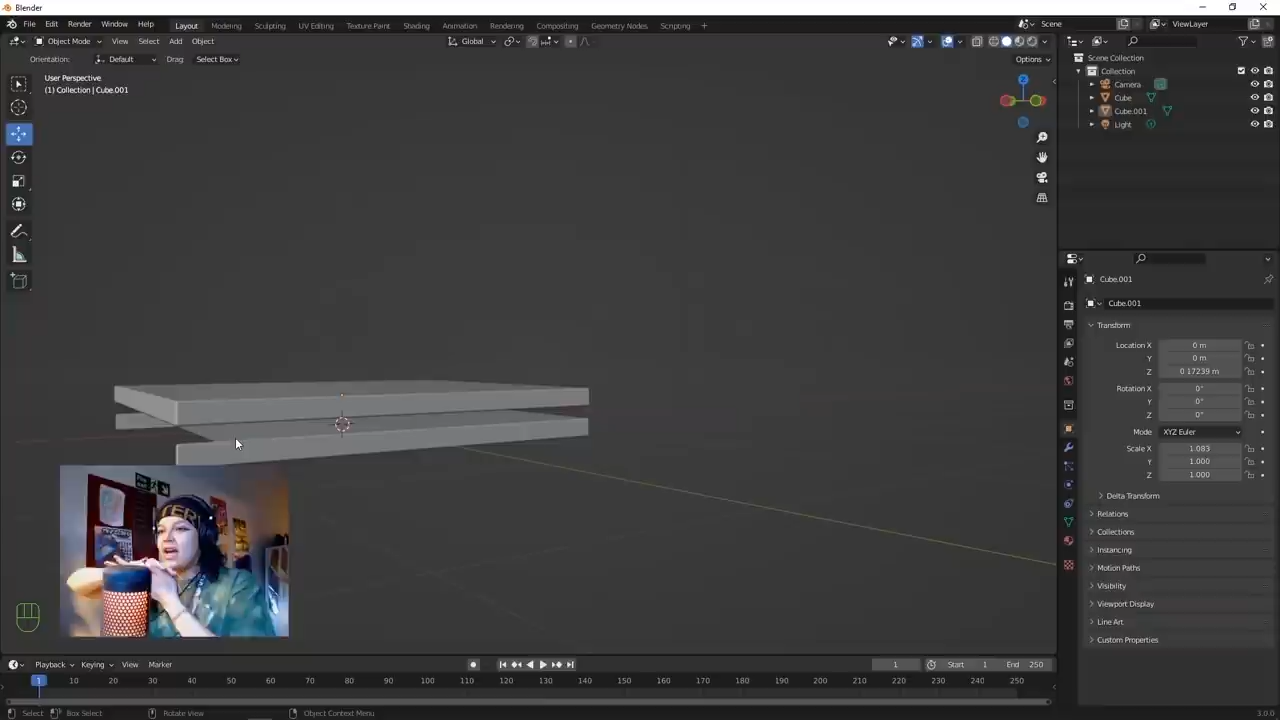 Blender
File Edit Render Window Help Layout Modeling Sculpting UV Editing Texture Paint Shading Animation Rendering Compositing Geometry Nodes Scripting + Scene ViewLayer
Object Mode View Select Add Object Global
Orientation: Default Drag: Select Box Options
User Perspective
(1) Collection | Cube.001
Z
Scene Collection
Collection
Camera
Cube
Cube.001
Light
Cube.001
Cube.001
Transform
Location X 0 m
Y 0 m
Z 0.17239 m
Rotation X 0°
Y 0°
Z 0°
Mode XYZ Euler
Scale X 1.083
Y 1.000
Z 1.000
Delta Transform
Relations
Collections
Instancing
Motion Paths
Visibility
Viewport Display
Line Art
Custom Properties
Playback Keying View Marker 1 Start 1 End 250
1 10 20 30 40 50 60 70 80 90 100 110 120 130 140 150 160 170 180 190 200 210 220 230 240 250
Select Box Select Rotate View Object Context Menu 3.0.0